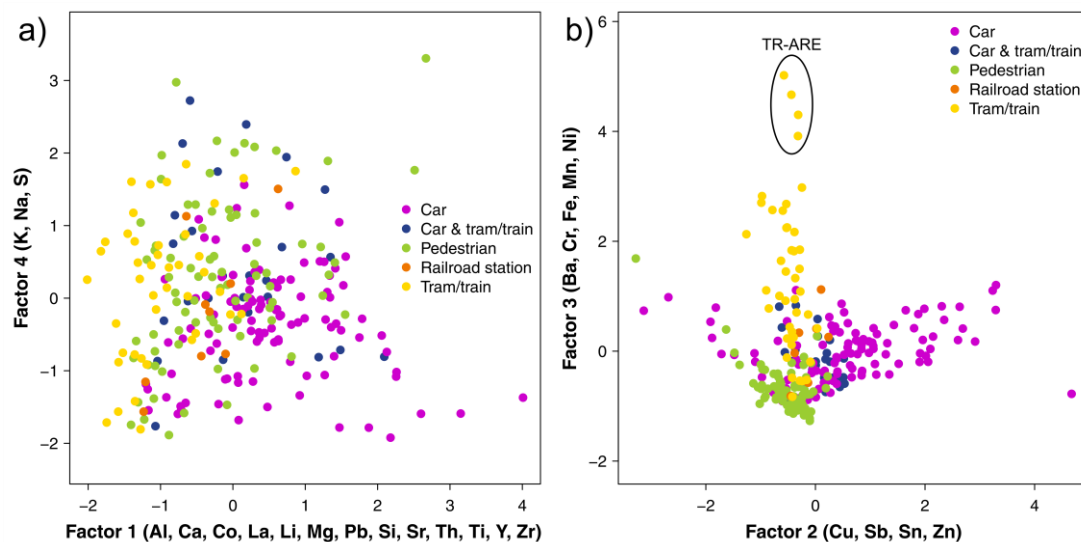 a)
Factor 4 (K, Na, S)
3
2
1
0
−1
−2
Car
Car & tram/train
Pedestrian
Railroad station
Tram/train
−2 −1 0 1 2 3 4
Factor 1 (Al, Ca, Co, La, Li, Mg, Pb, Si, Sr, Th, Ti, Y, Zr)
b)
Factor 3 (Ba, Cr, Fe, Mn, Ni)
6
4
2
0
−2
TR-ARE
Car
Car & tram/train
Pedestrian
Railroad station
Tram/train
−2 0 2 4
Factor 2 (Cu, Sb, Sn, Zn)